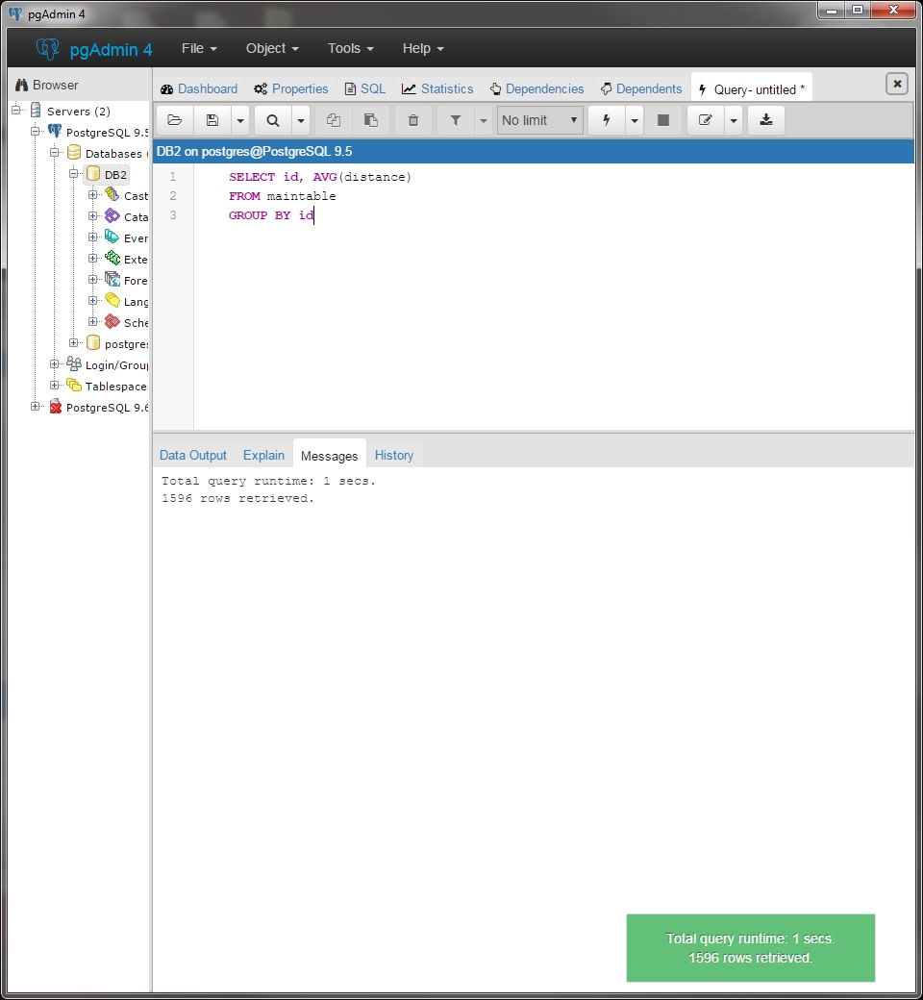 pgAdmin 4
pgAdmin 4 File Object Tools Help
Browser
Dashboard Properties SQL Statistics Dependencies Dependents Query- untitled *
Servers (2)
PostgreSQL 9.5
Databases (
DB2
Cast
Cata
Even
Exte
Fore
Lang
Sche
postgres
Login/Group
Tablespace
PostgreSQL 9.6
No limit
DB2 on postgres@PostgreSQL 9.5
1 SELECT id, AVG(distance)
2 FROM maintable
3 GROUP BY id
Data Output Explain Messages History
Total query runtime: 1 secs.
1596 rows retrieved.
Total query runtime: 1 secs.
1596 rows retrieved.